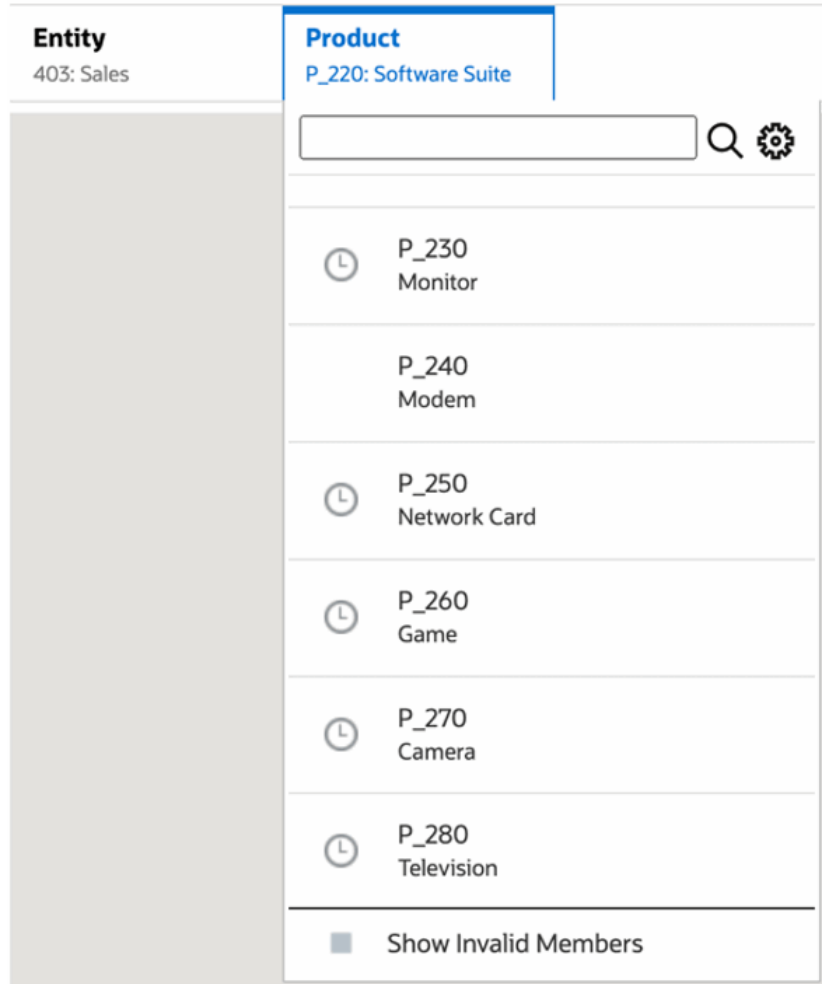 Entity
403: Sales
Product
P_220: Software Suite
P_230
Monitor
P_240
Modem
P_250
Network Card
P_260
Game
P_270
Camera
P_280
Television
Show Invalid Members